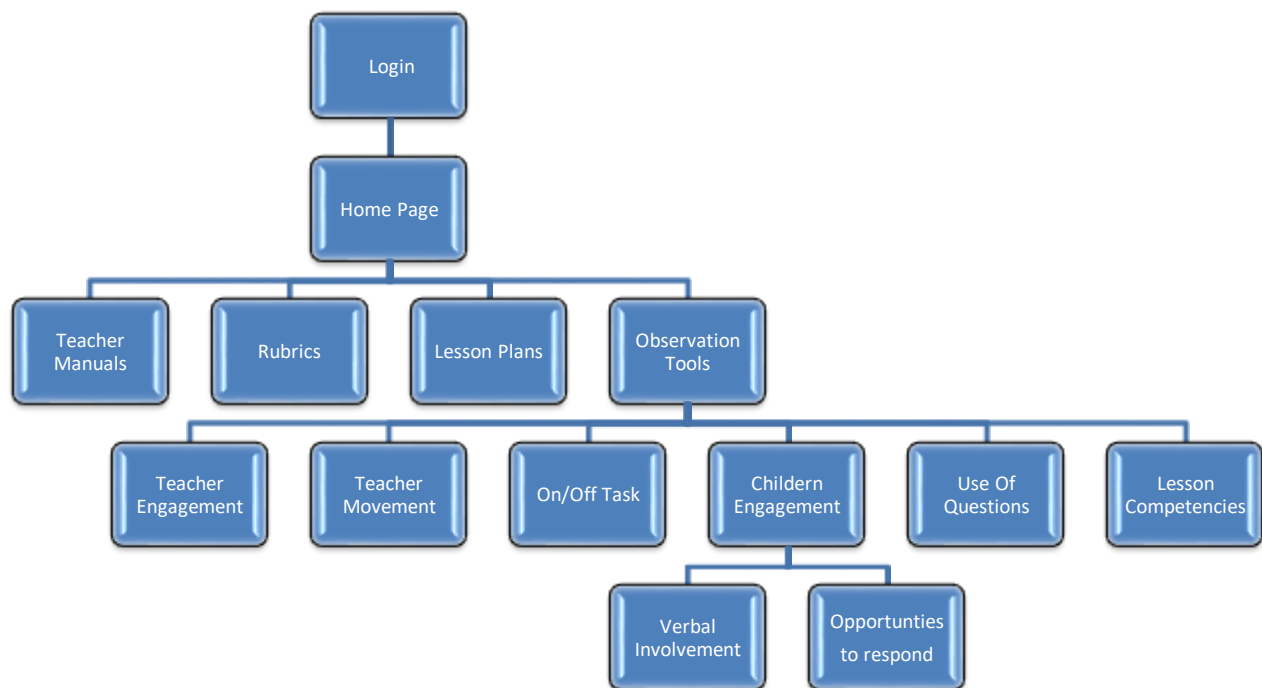 Login
Home Page
Teacher
Manuals
Rubrics
Lesson Plans
Observation
Tools
Teacher
Engagement
Teacher
Movement
On/Off Task
Childern
Engagement
Use Of
Questions
Lesson
Competencies
Verbal
Involvement
Opportunties
to respond